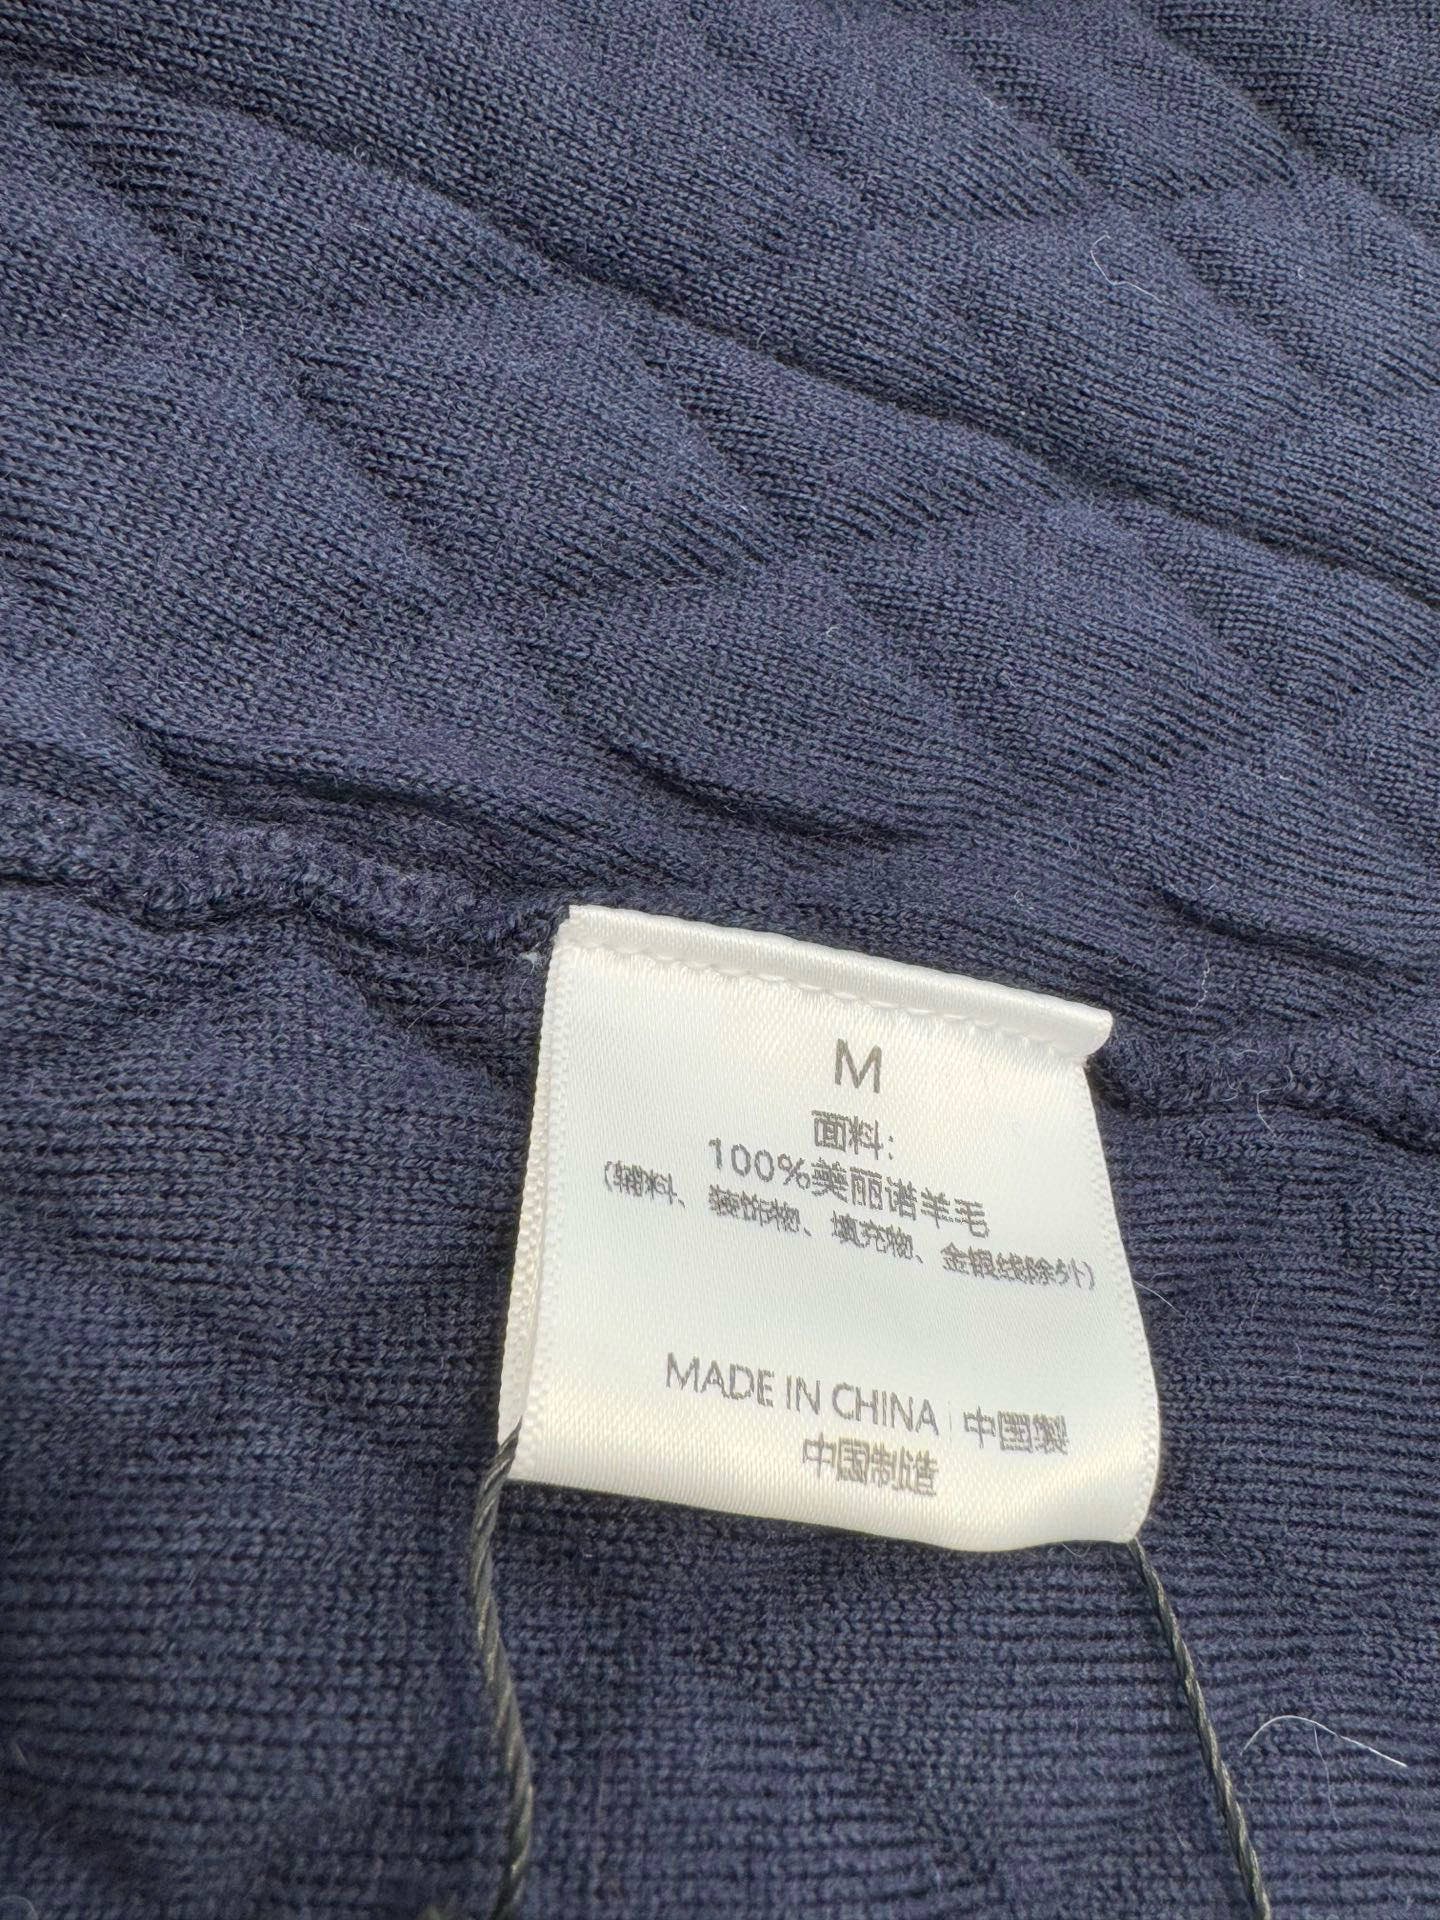 M
面料:
100%美丽诺羊毛
(辅料、装饰物、填充物、金银线除外)
MADE IN CHINA 中国製
中国制造